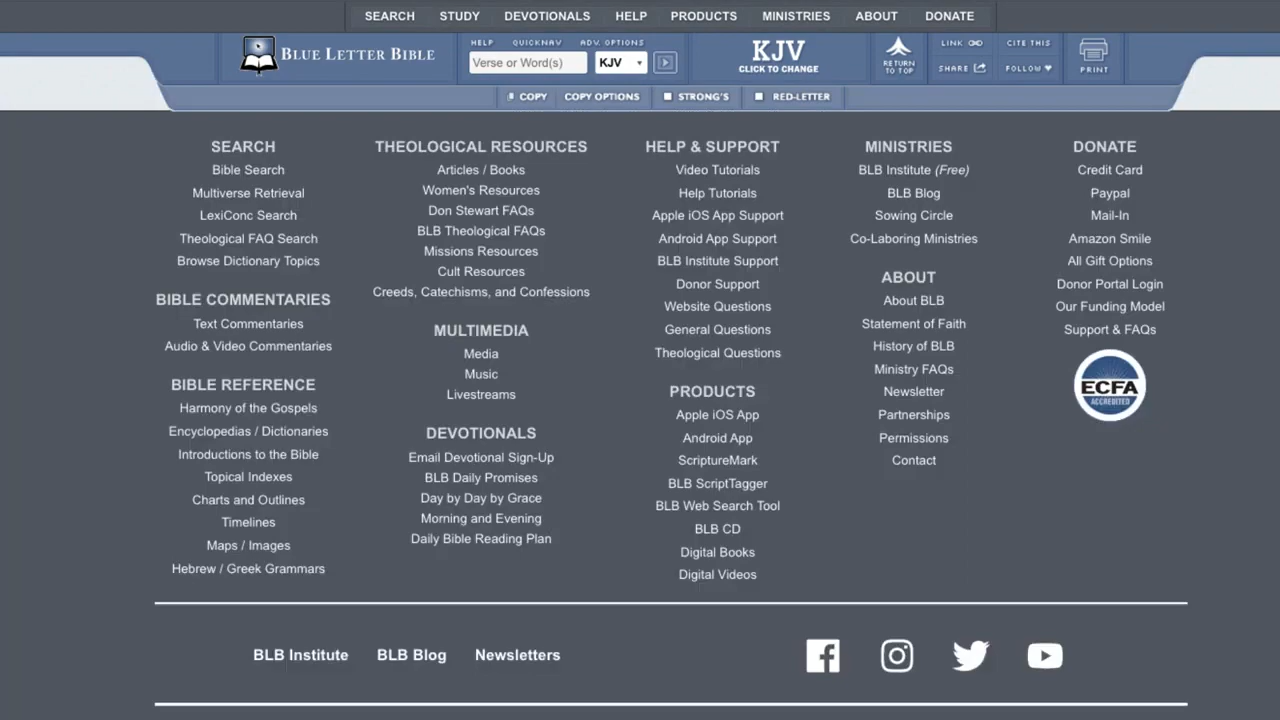 SEARCH STUDY DEVOTIONALS HELP PRODUCTS MINISTRIES ABOUT DONATE
BLUE LETTER BIBLE
HELP QUICKNAV ADV. OPTIONS
Verse or Word(s) KJV
KJV
CLICK TO CHANGE
RETURN
TO TOP
LINK
SHARE
CITE THIS
FOLLOW
PRINT
COPY COPY OPTIONS STRONG'S RED-LETTER
SEARCH
Bible Search
Multiverse Retrieval
LexiConc Search
Theological FAQ Search
Browse Dictionary Topics
BIBLE COMMENTARIES
Text Commentaries
Audio & Video Commentaries
BIBLE REFERENCE
Harmony of the Gospels
Encyclopedias / Dictionaries
Introductions to the Bible
Topical Indexes
Charts and Outlines
Timelines
Maps / Images
Hebrew / Greek Grammars
THEOLOGICAL RESOURCES
Articles / Books
Women's Resources
Don Stewart FAQs
BLB Theological FAQs
Missions Resources
Cult Resources
Creeds, Catechisms, and Confessions
MULTIMEDIA
Media
Music
Livestreams
DEVOTIONALS
Email Devotional Sign-Up
BLB Daily Promises
Day by Day by Grace
Morning and Evening
Daily Bible Reading Plan
HELP & SUPPORT
Video Tutorials
Help Tutorials
Apple iOS App Support
Android App Support
BLB Institute Support
Donor Support
Website Questions
General Questions
Theological Questions
PRODUCTS
Apple iOS App
Android App
ScriptureMark
BLB ScriptTagger
BLB Web Search Tool
BLB CD
Digital Books
Digital Videos
MINISTRIES
BLB Institute (Free)
BLB Blog
Sowing Circle
Co-Laboring Ministries
ABOUT
About BLB
Statement of Faith
History of BLB
Ministry FAQs
Newsletter
Partnerships
Permissions
Contact
DONATE
Credit Card
Paypal
Mail-In
Amazon Smile
All Gift Options
Donor Portal Login
Our Funding Model
Support & FAQs
ECFA
ACCREDITED
BLB Institute BLB Blog Newsletters